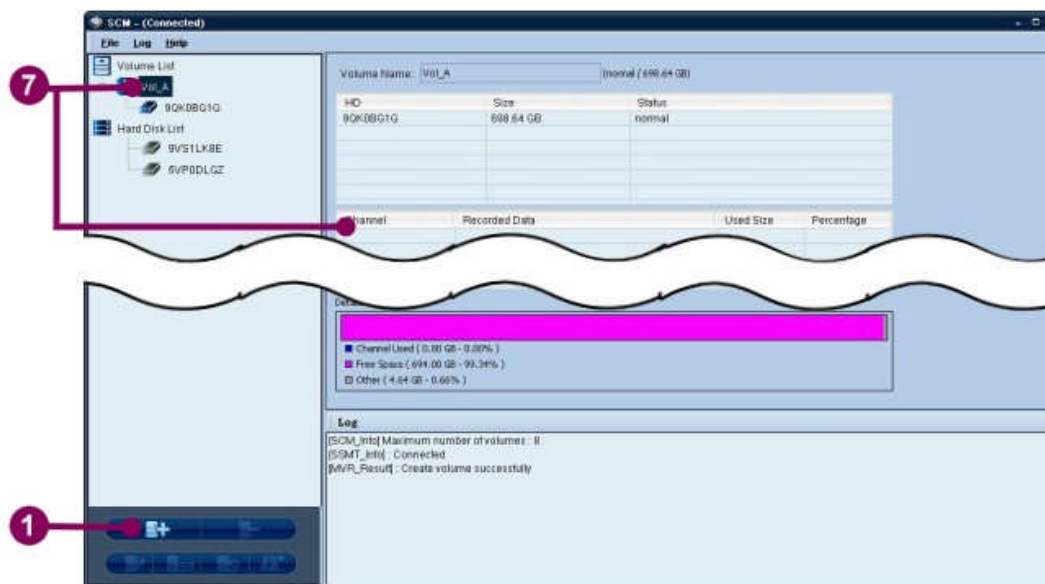 SCM - (Connected)
File Log Help
Volume List
Vol_A
9QK0BG1G
Hard Disk List
9VS1LK8E
6VP0DLGZ
7
Volume Name: Vol_A (normal / 698.64 GB)
HD Size Status
9QK0BG1G 698.64 GB normal
Channel Recorded Data Used Size Percentage
Channel Used ( 0.00 GB - 0.00% )
Free Space ( 694.00 GB - 99.34% )
Other ( 4.64 GB - 0.66% )
Log
[SCM_Info] Maximum number of volumes : 8
[SSMT_Info] : Connected
[MVR_Result] : Create volume successfully
1